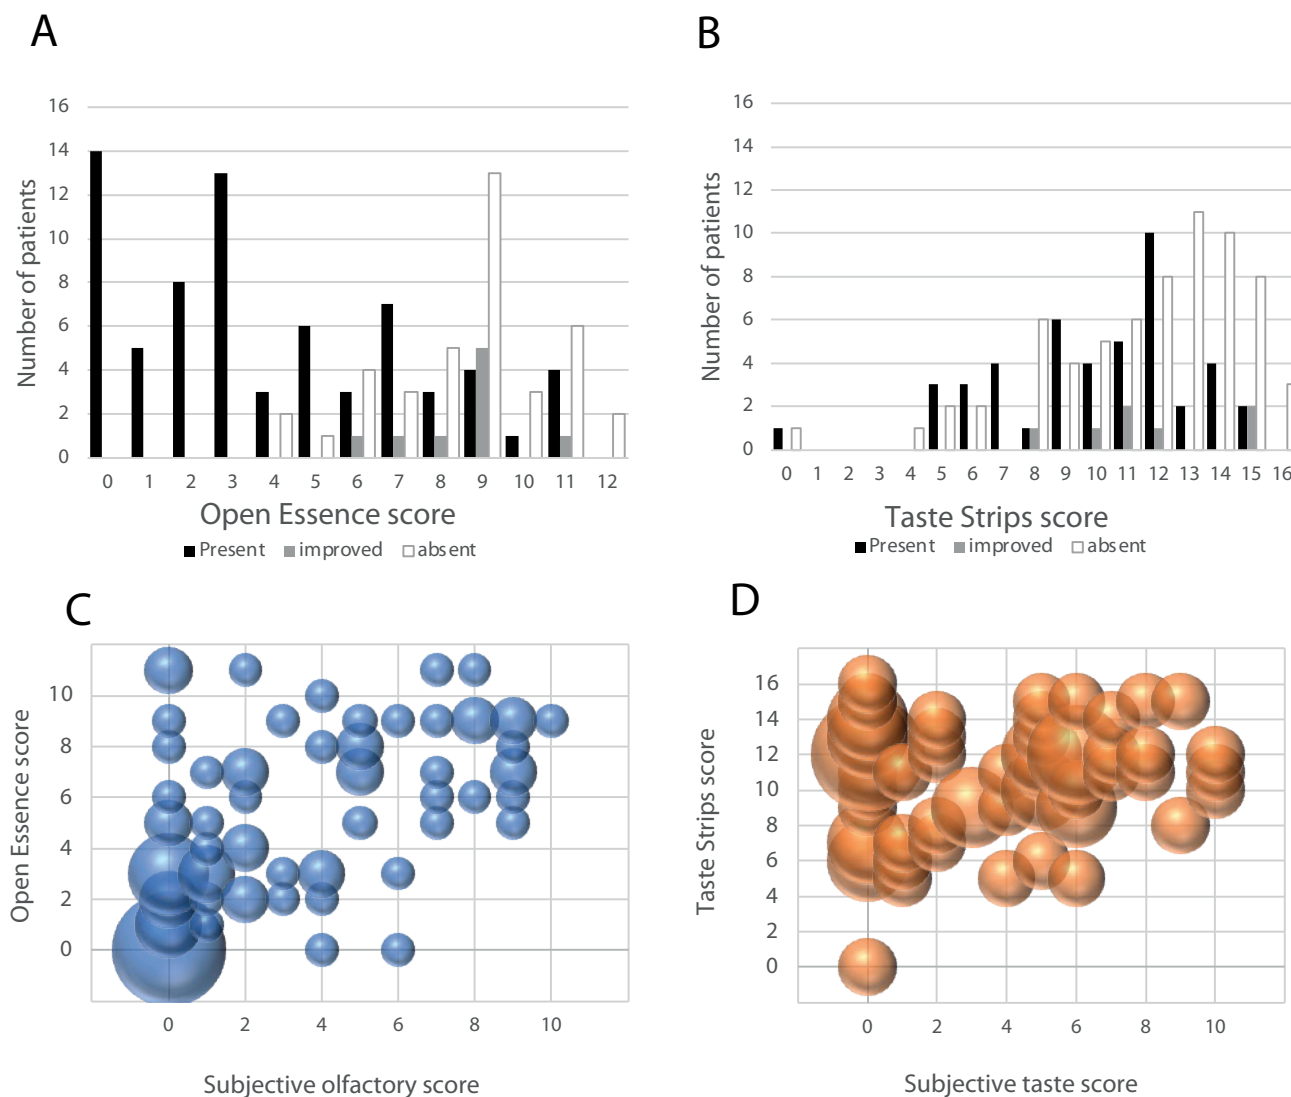 A
B
16
14
12
10
8
6
4
2
0
Number of patients
0 1 2 3 4 5 6 7 8 9 10 11 12
Open Essence score
Present improved absent
16
14
12
10
8
6
4
2
0
Number of patients
0 1 2 3 4 5 6 7 8 9 10 11 12 13 14 15 16
Taste Strips score
Present improved absent
C
D
10
8
6
4
2
0
Open Essence score
0 2 4 6 8 10
Subjective olfactory score
16
14
12
10
8
6
4
2
0
Taste Strips score
0 2 4 6 8 10
Subjective taste score